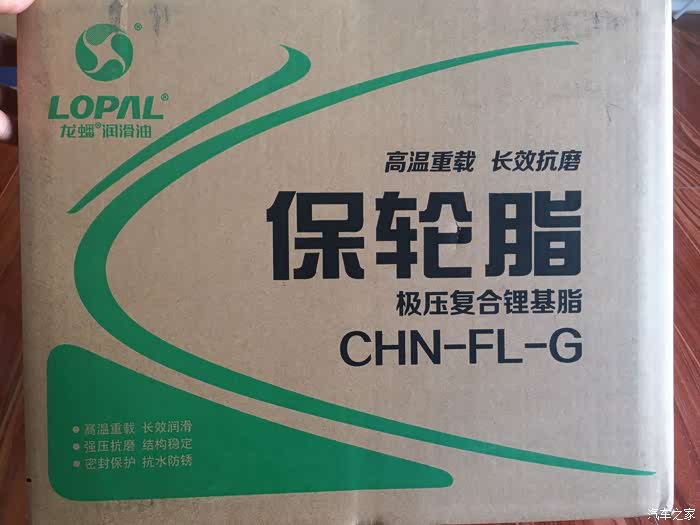 LOPAL®
龙蟠®润滑油
高温重载 长效抗磨
保轮脂
极压复合锂基脂
CHN-FL-G
● 高温重载 长效润滑
● 强压抗磨 结构稳定
● 密封保护 抗水防锈
汽车之家